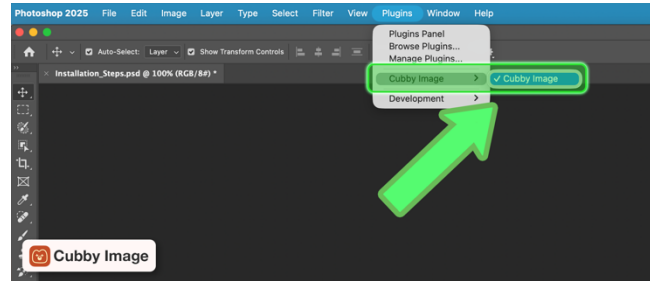 Photoshop 2025 File Edit Image Layer Type Select Filter View Plugins Window Help
Auto-Select: Layer Show Transform Controls
× Installation_Steps.psd @ 100% (RGB/8#) *
Plugins Panel
Browse Plugins...
Manage Plugins...
Cubby Image > ✓ Cubby Image
Development >
Cubby Image